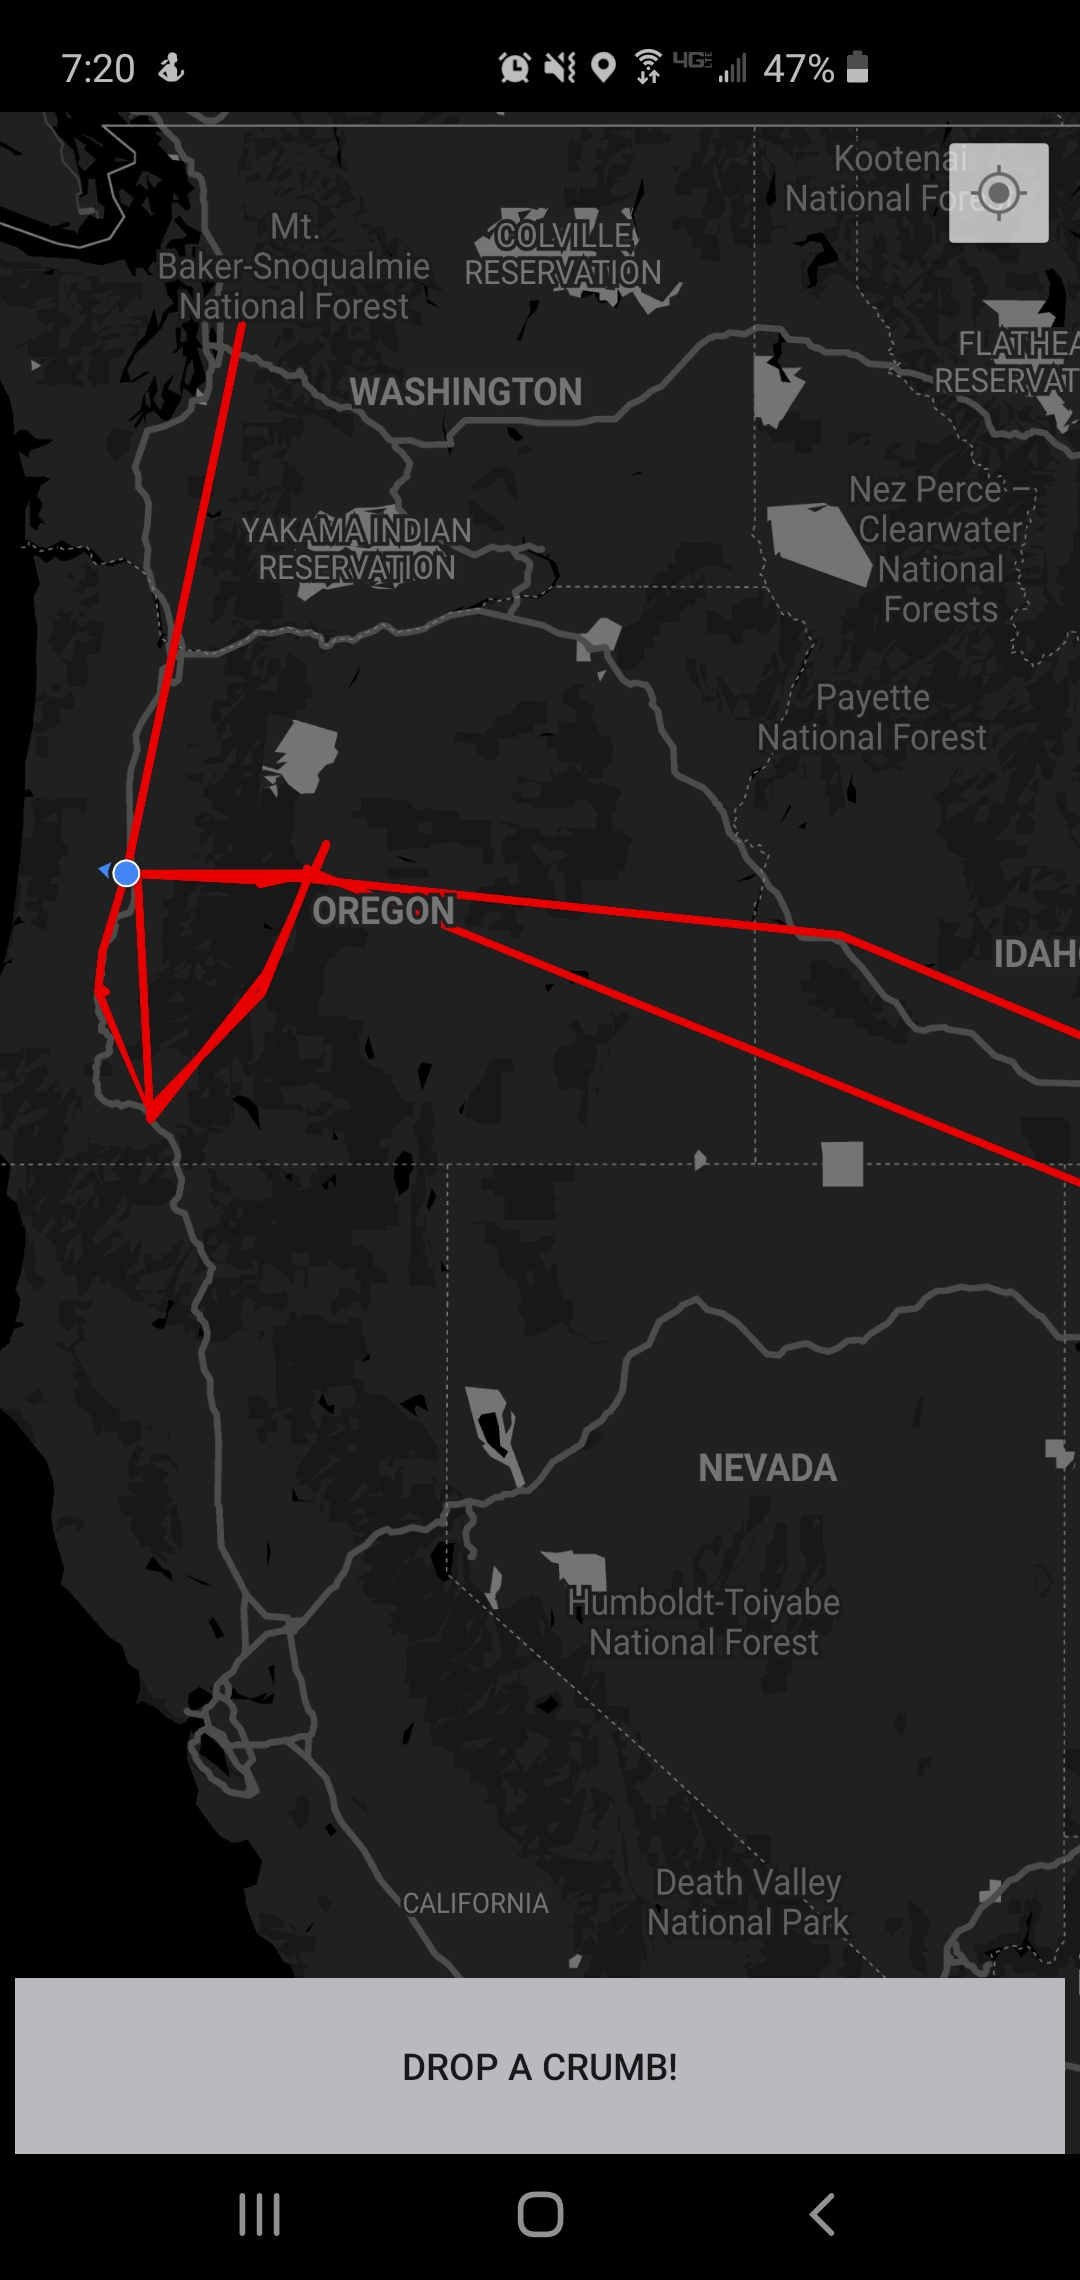 7:20
4G LTE
47%
Kootenai
National Fore
Mt.
Baker-Snoqualmie
National Forest
COLVILLE
RESERVATION
FLATHEA
RESERVAT
WASHINGTON
Nez Perce –
Clearwater
National
Forests
YAKAMA INDIAN
RESERVATION
Payette
National Forest
OREGON
IDAHO
NEVADA
Humboldt-Toiyabe
National Forest
Death Valley
National Park
CALIFORNIA
DROP A CRUMB!